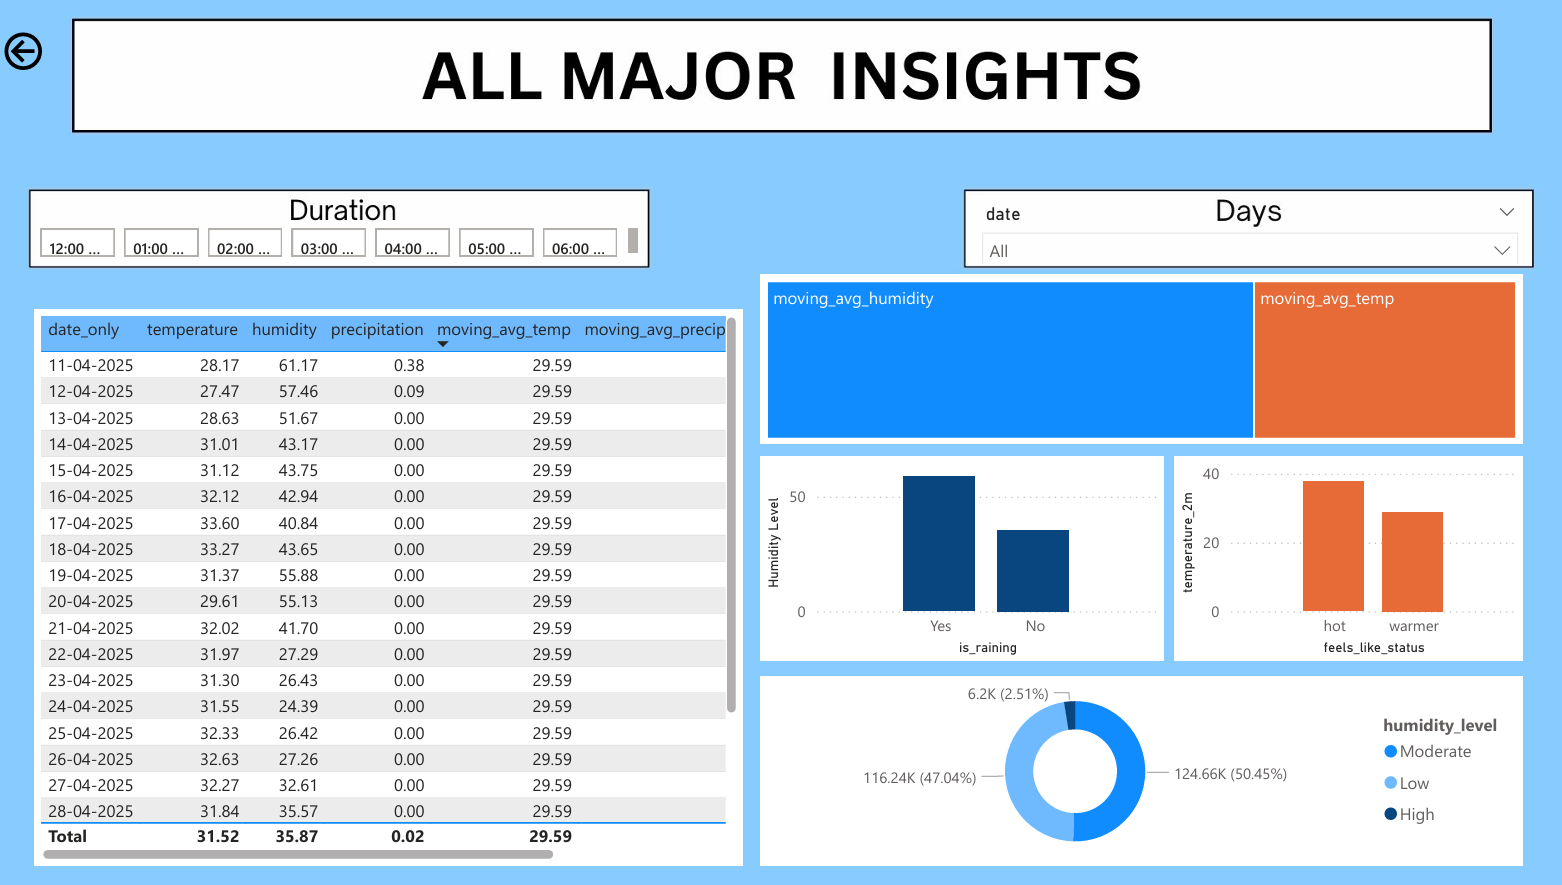 ALL MAJOR INSIGHTS
Duration
12:00 ... 01:00 ... 02:00 ... 03:00 ... 04:00 ... 05:00 ... 06:00 ...
Days
date
All
date_only temperature humidity precipitation moving_avg_temp moving_avg_precip
11-04-2025 28.17 61.17 0.38 29.59
12-04-2025 27.47 57.46 0.09 29.59
13-04-2025 28.63 51.67 0.00 29.59
14-04-2025 31.01 43.17 0.00 29.59
15-04-2025 31.12 43.75 0.00 29.59
16-04-2025 32.12 42.94 0.00 29.59
17-04-2025 33.60 40.84 0.00 29.59
18-04-2025 33.27 43.65 0.00 29.59
19-04-2025 31.37 55.88 0.00 29.59
20-04-2025 29.61 55.13 0.00 29.59
21-04-2025 32.02 41.70 0.00 29.59
22-04-2025 31.97 27.29 0.00 29.59
23-04-2025 31.30 26.43 0.00 29.59
24-04-2025 31.55 24.39 0.00 29.59
25-04-2025 32.33 26.42 0.00 29.59
26-04-2025 32.63 27.26 0.00 29.59
27-04-2025 32.27 32.61 0.00 29.59
28-04-2025 31.84 35.57 0.00 29.59
Total 31.52 35.87 0.02 29.59
moving_avg_humidity
moving_avg_temp
Humidity Level
50
0
Yes No
is_raining
temperature_2m
40
20
0
hot warmer
feels_like_status
6.2K (2.51%)
116.24K (47.04%)
124.66K (50.45%)
humidity_level
Moderate
Low
High